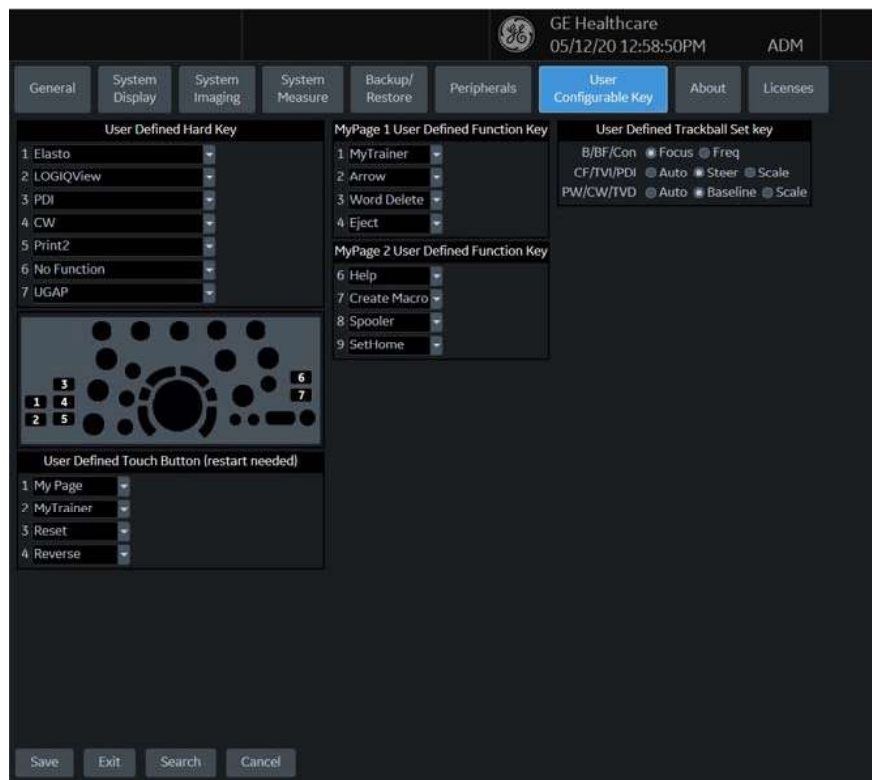 GE Healthcare
05/12/20 12:58:50PM ADM
General System Display System Imaging System Measure Backup/ Restore Peripherals User Configurable Key About Licenses
User Defined Hard Key
1 Elasto
2 LOGIQView
3 PDI
4 CW
5 Print2
6 No Function
7 UGAP
3
1 4
2 5
6
7
User Defined Touch Button (restart needed)
1 My Page
2 MyTrainer
3 Reset
4 Reverse
MyPage 1 User Defined Function Key
1 MyTrainer
2 Arrow
3 Word Delete
4 Eject
MyPage 2 User Defined Function Key
6 Help
7 Create Macro
8 Spooler
9 SetHome
User Defined Trackball Set key
B/BF/Con Focus Freq
CF/TVI/PDI Auto Steer Scale
PW/CW/TVD Auto Baseline Scale
Save Exit Search Cancel